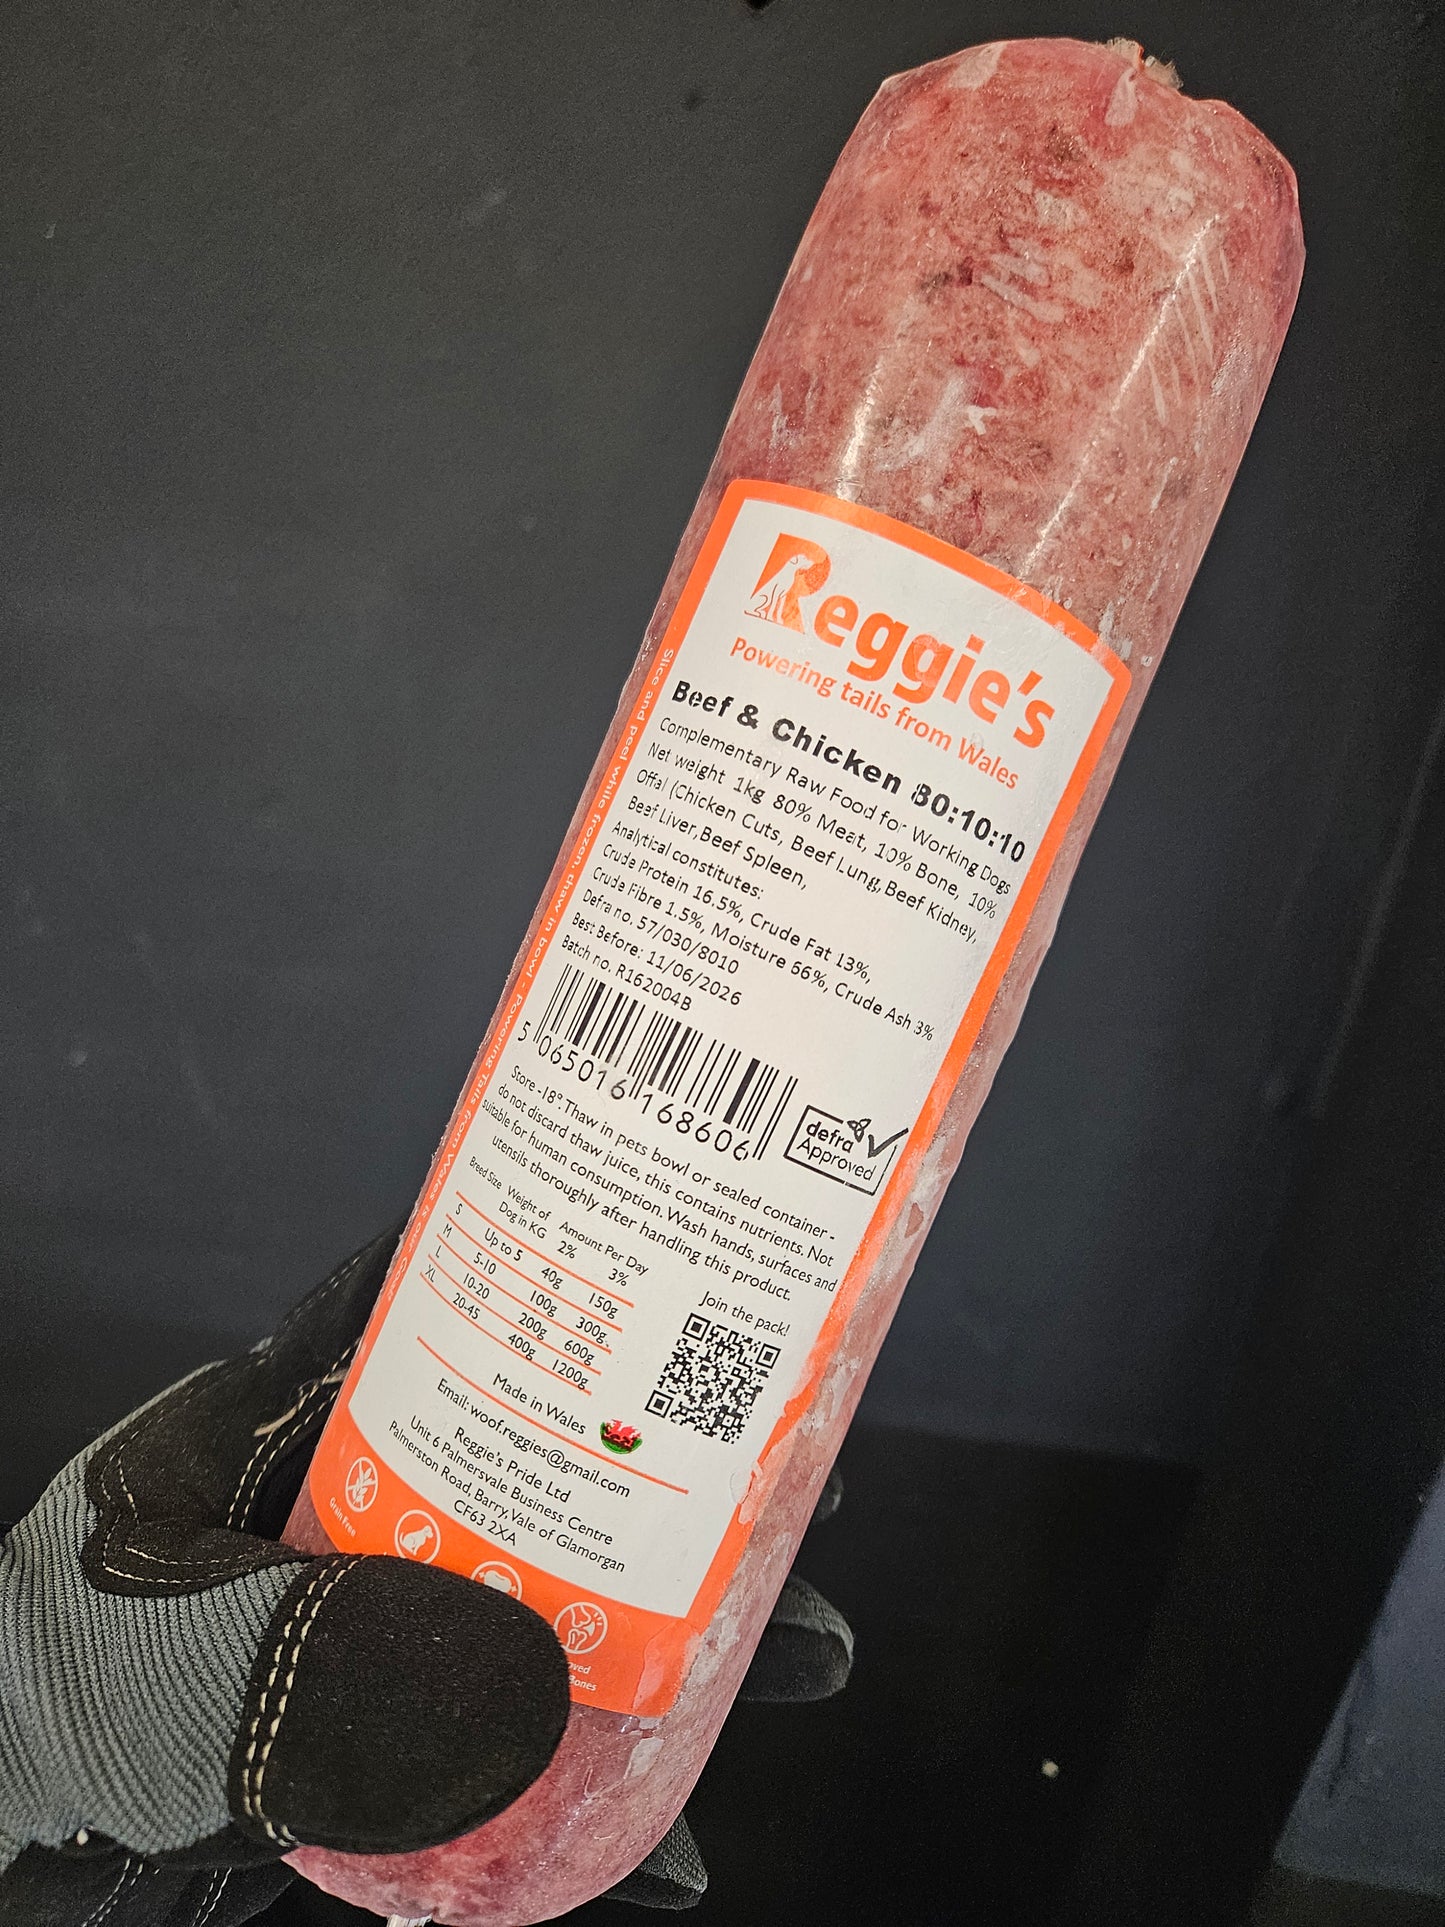 Reggie's
Powering tails from Wales
Beef & Chicken 80:10:10
Complementary Raw Food for Working Dogs
Net weight 1kg 80% Meat, 10% Bone, 10%
Offal (Chicken Cuts, Beef Lung, Beef Kidney,
Beef Liver, Beef Spleen,
Analytical constitutes:
Crude Protein 16.5%, Crude Fat 13%,
Crude Fibre 1.5%, Moisture 66%, Crude Ash 3%
Defra no. 57/030/8010
Best Before: 11/06/2026
Batch no. R162004B
5 065016 168606
defra
Approved
Store -18° Thaw in pets bowl or sealed container -
do not discard thaw juice, this contains nutrients. Not
suitable for human consumption. Wash hands, surfaces and
utensils thoroughly after handling this product.
Breed Size Weight of Dog in KG Amount Per Day
2% 3%
S Up to 5 40g 150g
M 5-10 100g 300g
L 10-20 200g 600g
XL 20-45 400g 1200g
Join the pack!
Made in Wales
Email: woof.reggies@gmail.com
Reggie's Pride Ltd
Unit 6 Palmersvale Business Centre
Palmerston Road, Barry, Vale of Glamorgan
CF63 2XA
Grain Free
Bones
Slice and peel while frozen, thaw in bowl - Powering Tails from Wales is our